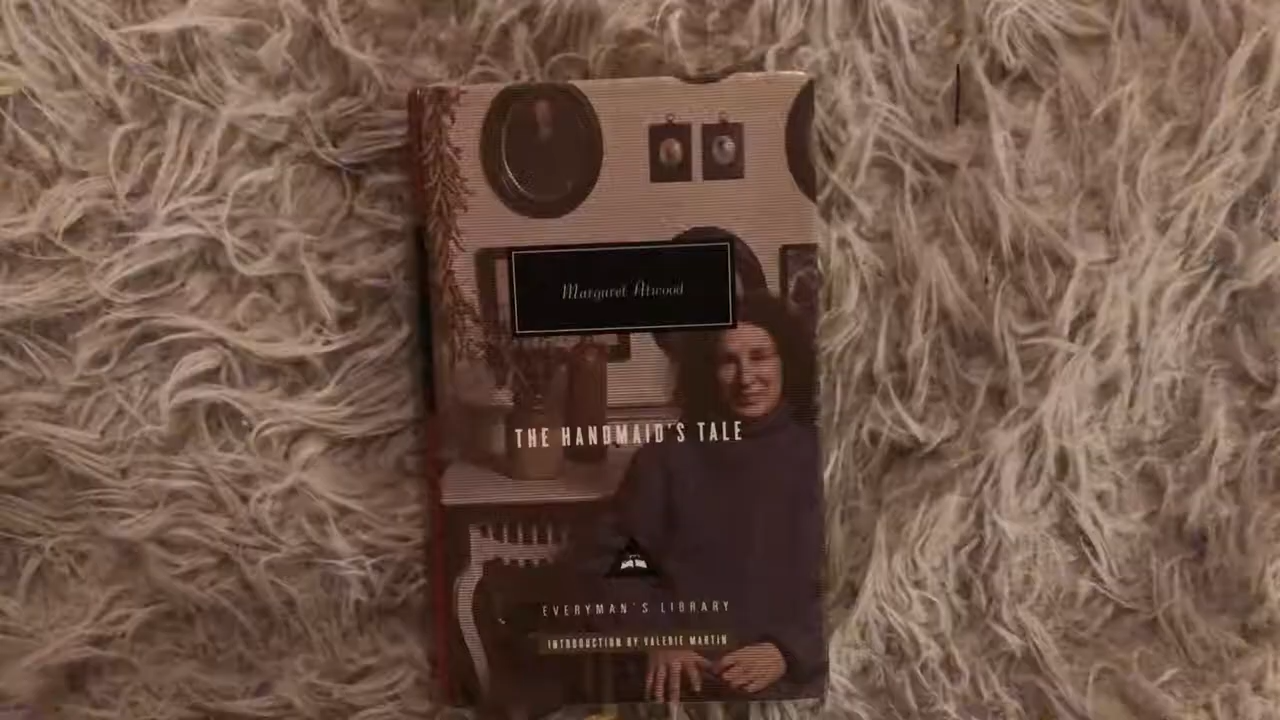 Margaret Atwood
THE HANDMAID'S TALE
EVERYMAN'S LIBRARY
INTRODUCTION BY VALERIE MARTIN